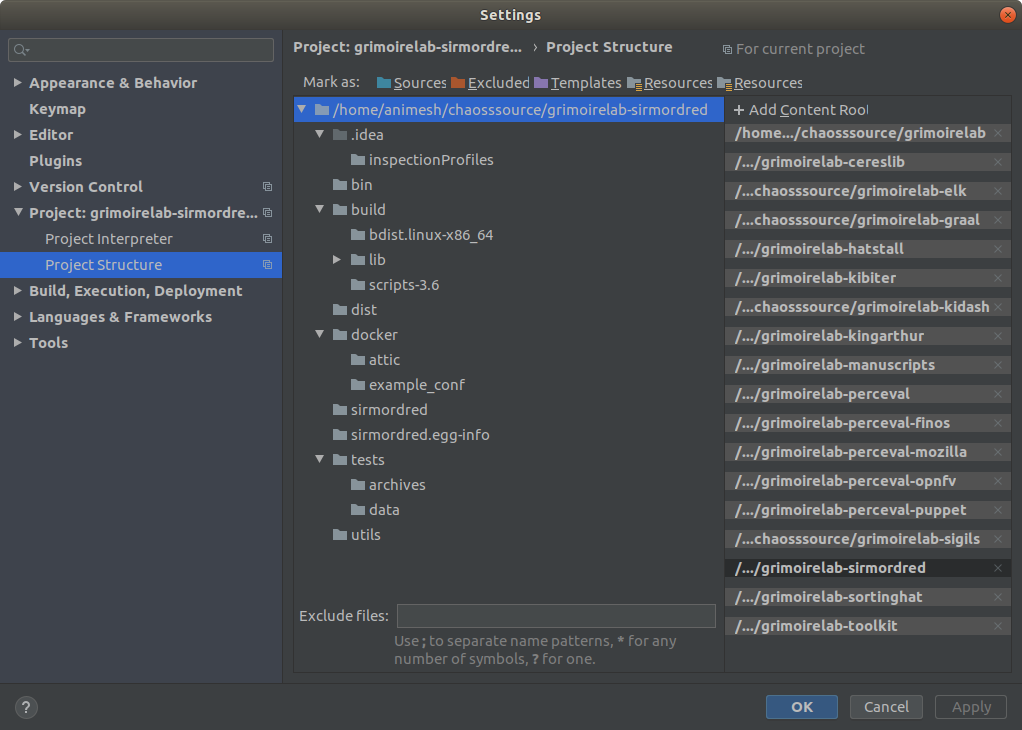 Settings
Appearance & Behavior
Keymap
Editor
Plugins
Version Control
Project: grimoirelab-sirmordre...
Project Interpreter
Project Structure
Build, Execution, Deployment
Languages & Frameworks
Tools
Project: grimoirelab-sirmordre... › Project Structure
For current project
Mark as: Sources Excluded Templates Resources Resources
/home/animesh/chaosssource/grimoirelab-sirmordred
.idea
inspectionProfiles
bin
build
bdist.linux-x86_64
lib
scripts-3.6
dist
docker
attic
example_conf
sirmordred
sirmordred.egg-info
tests
archives
data
utils
Exclude files:
Use ; to separate name patterns, * for any
number of symbols, ? for one.
+ Add Content Root
/home.../chaosssource/grimoirelab
/.../grimoirelab-cereslib
/...chaosssource/grimoirelab-elk
/...chaosssource/grimoirelab-graal
/.../grimoirelab-hatstall
/.../grimoirelab-kibiter
/...chaosssource/grimoirelab-kidash
/.../grimoirelab-kingarthur
/.../grimoirelab-manuscripts
/.../grimoirelab-perceval
/.../grimoirelab-perceval-finos
/.../grimoirelab-perceval-mozilla
/.../grimoirelab-perceval-opnfv
/.../grimoirelab-perceval-puppet
/...chaosssource/grimoirelab-sigils
/.../grimoirelab-sirmordred
/.../grimoirelab-sortinghat
/.../grimoirelab-toolkit
?
OK
Cancel
Apply